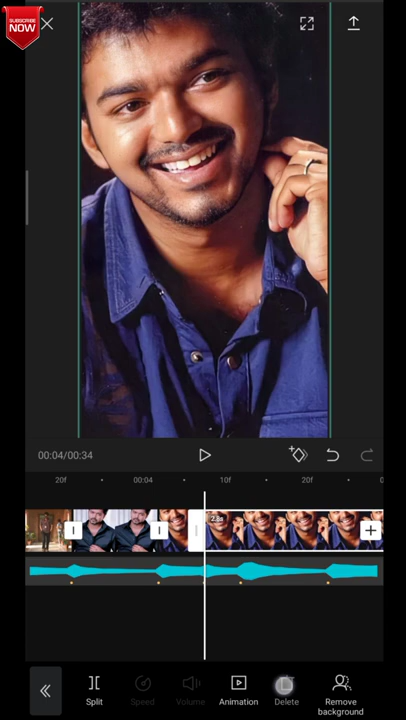 SUBSCRIBE
NOW
00:04/00:34
20f
00:04
10f
20f
2.8s
Split
Speed
Volume
Animation
Delete
Remove
background